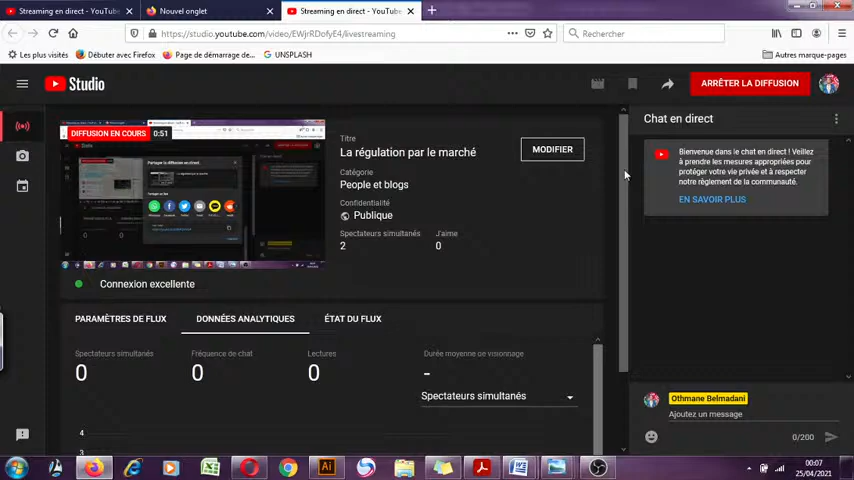 Streaming en direct - YouTube
Nouvel onglet
Streaming en direct - YouTube
https://studio.youtube.com/video/EWjrRDofyE4/livestreaming
Rechercher
Les plus visités
Débuter avec Firefox
Page de démarrage de...
UNSPLASH
Autres marque-pages
Studio
ARRÊTER LA DIFFUSION
DIFFUSION EN COURS 0:51
Titre
La régulation par le marché
MODIFIER
Catégorie
People et blogs
Confidentialité
Publique
Spectateurs simultanés J'aime
2 0
Connexion excellente
PARAMÈTRES DE FLUX DONNÉES ANALYTIQUES ÉTAT DU FLUX
Spectateurs simultanés Fréquence de chat Lectures Durée moyenne de visionnage
0 0 0 -
Spectateurs simultanés
4
3
Chat en direct
Bienvenue dans le chat en direct ! Veillez
à prendre les mesures appropriées pour
protéger votre vie privée et à respecter
notre règlement de la communauté.
EN SAVOIR PLUS
Othmane Belmadani
Ajoutez un message
0/200
00:07
25/04/2021